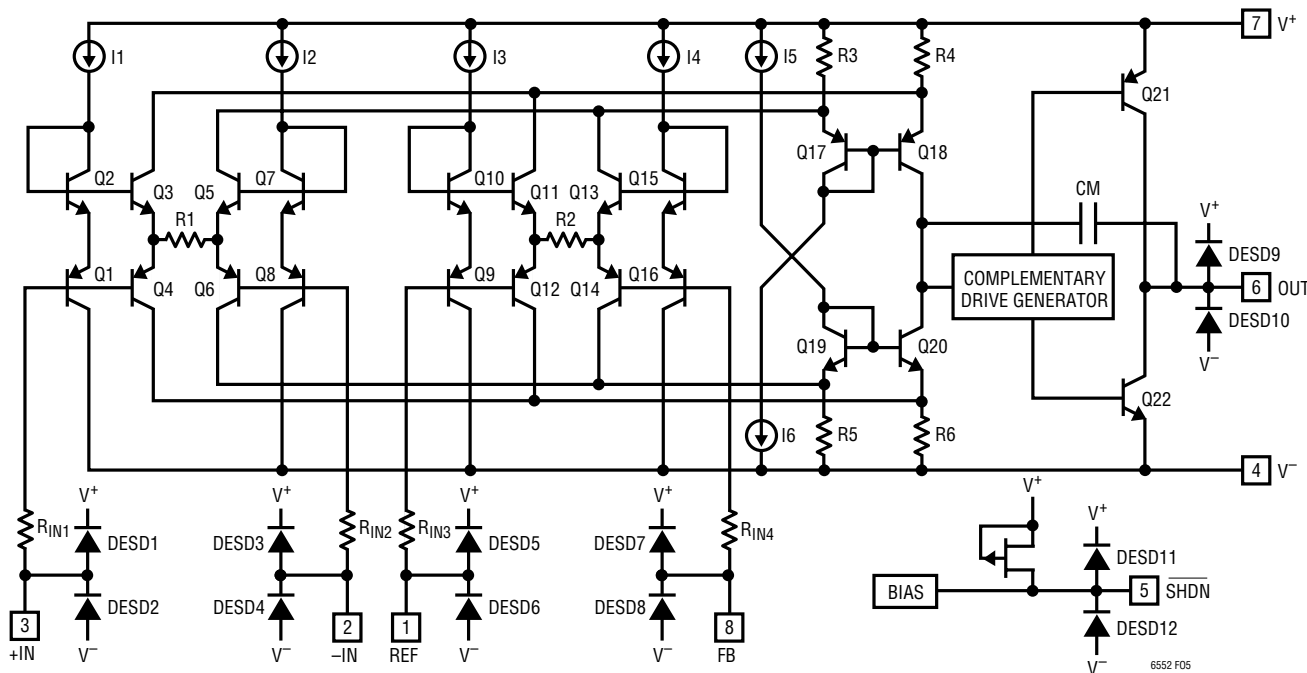 7 V+
I1 I2 I3 I4 I5 R3 R4
Q21
Q17 Q18
Q2 Q3 Q5 Q7 Q10 Q11 Q13 Q15
CM
V+
R1 R2
DESD9
COMPLEMENTARY
DRIVE GENERATOR
6 OUT
Q1 Q4 Q6 Q8 Q9 Q12 Q14 Q16
DESD10
Q19 Q20
V−
Q22
I6 R5 R6
4 V−
V+ V+ V+ V+ V+
RIN1 DESD1 DESD3 RIN2 RIN3 DESD5 DESD7 RIN4
V+
DESD11
BIAS
5 SHDN
DESD2 DESD4 DESD6 DESD8
DESD12
3 2 1 8
+IN V− V− −IN REF V− V− FB
V−
6552 F05